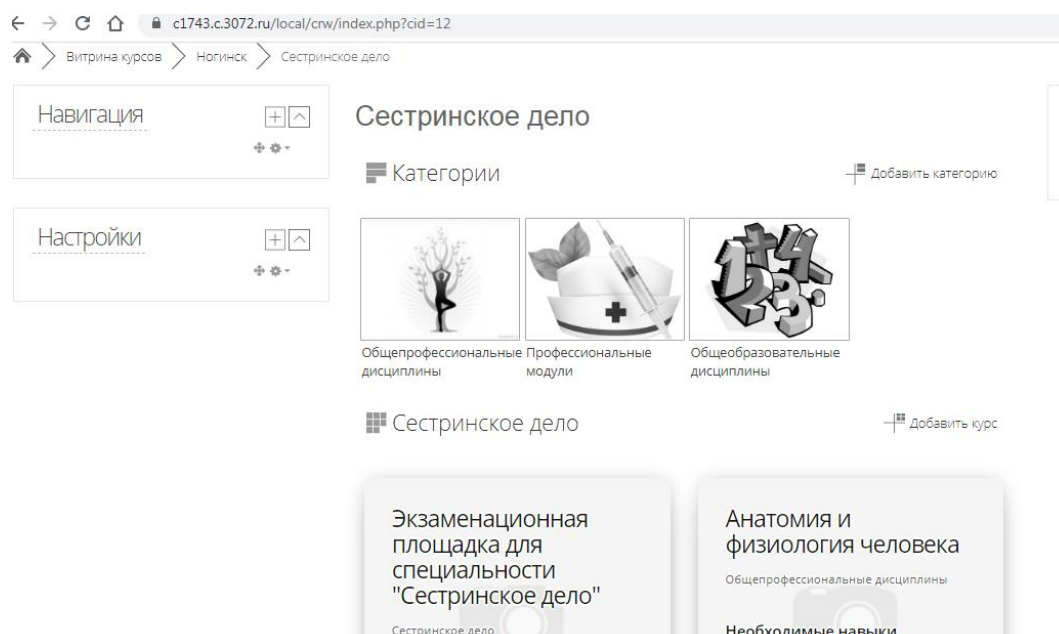 c1743.c.3072.ru/local/crw/index.php?cid=12
Витрина курсов Ногинск Сестринское дело
Навигация
Настройки
Сестринское дело
Категории
Добавить категорию
Общепрофессиональные
дисциплины
Профессиональные
модули
Общеобразовательные
дисциплины
Сестринское дело
Добавить курс
Экзаменационная
площадка для
специальности
"Сестринское дело"
Сестринское дело
Анатомия и
физиология человека
Общепрофессиональные дисциплины
Необходимые навыки